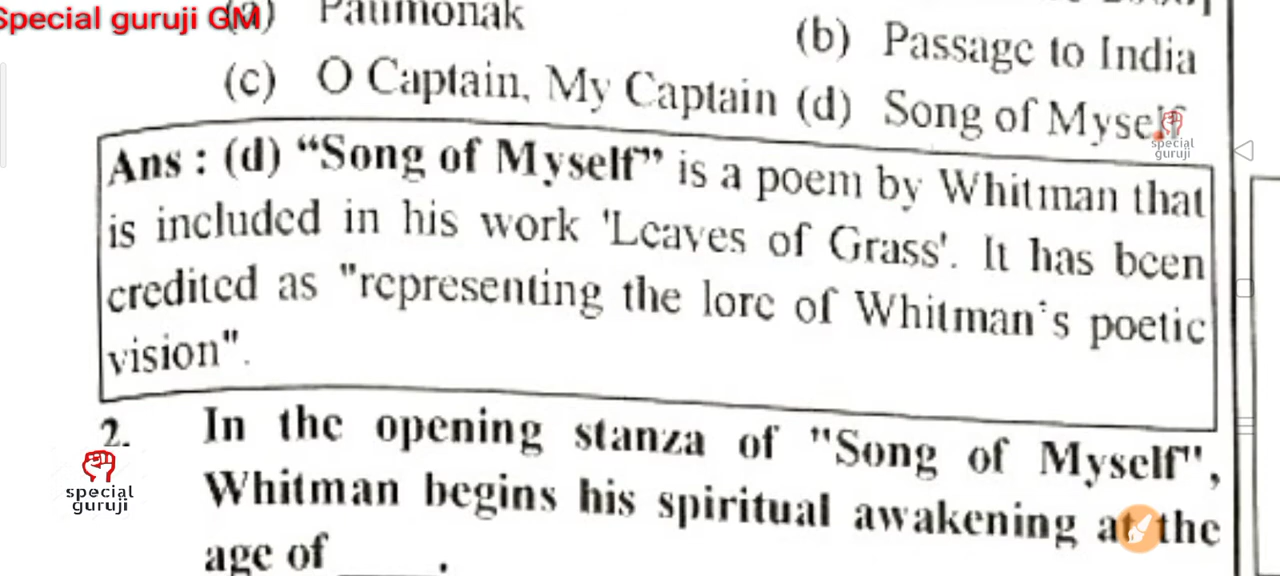 Special guruji GM
(a) Paumonak
(b) Passage to India
(c) O Captain, My Captain (d) Song of Myself
special
guruji
Ans : (d) “Song of Myself” is a poem by Whitman that
is included in his work 'Leaves of Grass'. It has been
credited as "representing the lore of Whitman's poetic
vision".
2. In the opening stanza of "Song of Myself",
Whitman begins his spiritual awakening at the
age of ____.
special
guruji